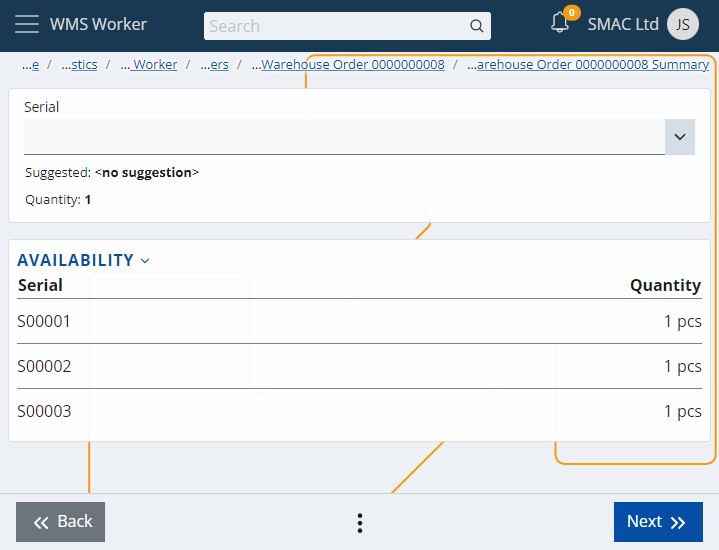 WMS Worker
Search
0
SMAC Ltd
JS
...e / ...stics / ... Worker / ...ers / ...Warehouse Order 0000000008 / ...arehouse Order 0000000008 Summary
Serial
Suggested: <no suggestion>
Quantity: 1
AVAILABILITY
Serial Quantity
S00001 1 pcs
S00002 1 pcs
S00003 1 pcs
Back
Next